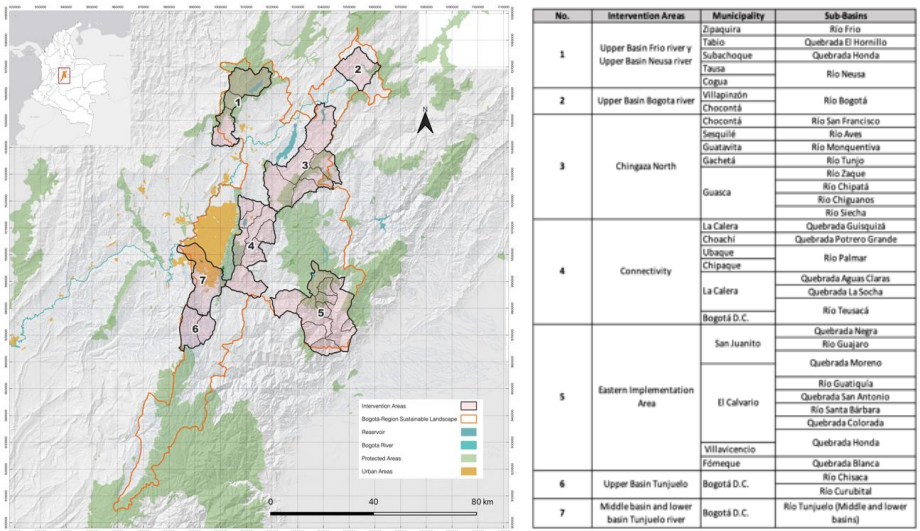 1
2
3
4
5
6
7
N
Intervention Areas
Bogotá-Region Sustainable Landscape
Reservoir
Bogota River
Protected Areas
Urban Areas
0 40 80 km
No. Intervention Areas Municipality Sub-Basins
1 Upper Basin Frío river y Upper Basin Neusa river
Zipaquira Río Frio
Tabio Quebrada El Hornillo
Subachoque Quebrada Honda
Tausa Río Neusa
Cogua
2 Upper Basin Bogota river
Villapinzón Río Bogotá
Chocontá
3 Chingaza North
Chocontá Río San Francisco
Sesquilé Río Aves
Guatavita Río Monquentiva
Gachetá Río Tunjo
Guasca Río Zaque
Río Chipatá
Río Chiguanos
Río Siecha
4 Connectivity
La Calera Quebrada Guisquizá
Choachí Quebrada Potrero Grande
Ubaque Río Palmar
Chipaque
La Calera Quebrada Aguas Claras
Quebrada La Socha
Río Teusacá
Bogotá D.C.
5 Eastern Implementation Area
San Juanito Quebrada Negra
Río Guajaro
Quebrada Moreno
El Calvario Río Guatiquía
Quebrada San Antonio
Río Santa Bárbara
Quebrada Colorada
Quebrada Honda
Villavicencio
Fómeque Quebrada Blanca
6 Upper Basin Tunjuelo Bogotá D.C. Río Chisaca
Río Curubital
7 Middle basin and lower basin Tunjuelo river Bogotá D.C. Río Tunjuelo (Middle and lower basins)